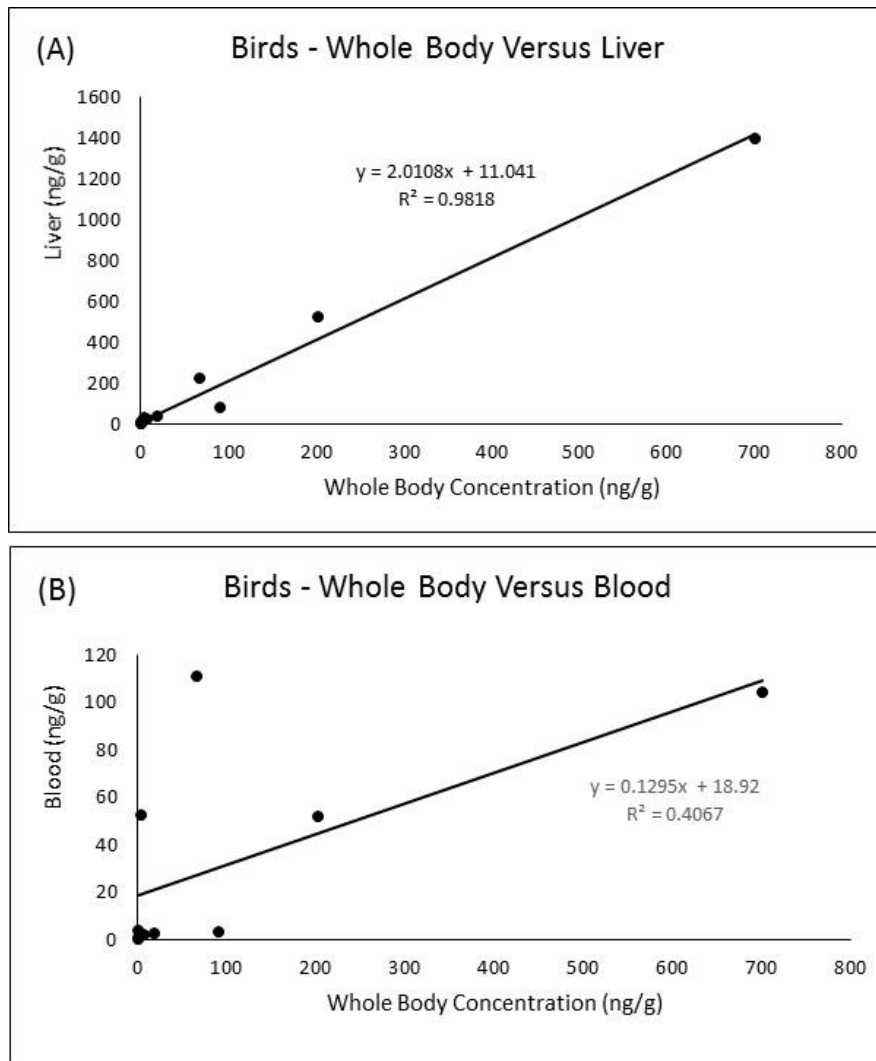 (A)
Birds - Whole Body Versus Liver
1600
1400
1200
1000
800
600
400
200
0
Liver (ng/g)
y = 2.0108x + 11.041
R² = 0.9818
0 100 200 300 400 500 600 700 800
Whole Body Concentration (ng/g)
(B)
Birds - Whole Body Versus Blood
120
100
80
60
40
20
0
Blood (ng/g)
y = 0.1295x + 18.92
R² = 0.4067
0 100 200 300 400 500 600 700 800
Whole Body Concentration (ng/g)